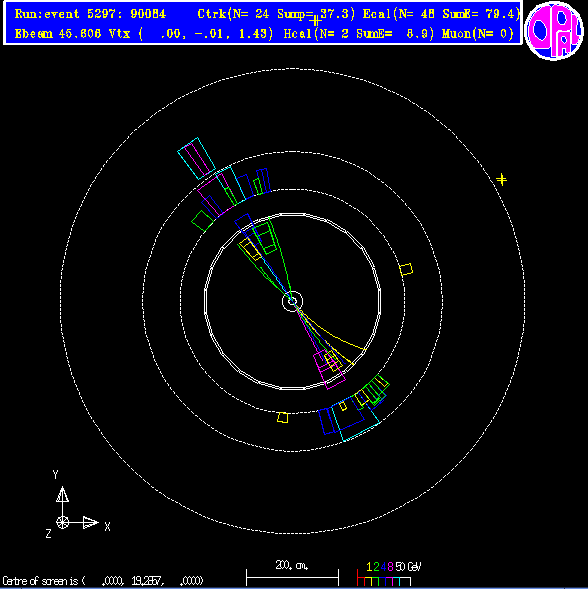 Run:event 5297: 90084 Ctrk(N= 24 Sump= 37.3) Ecal(N= 48 SumE= 79.4)
Ebeam 45.606 Vtx ( .00, -.01, 1.43) Hcal(N= 2 SumE= 8.9) Muon(N= 0)
OPAL
Y
X
Z
200. cm.
1 2 4 8 50 GeV
Centre of screen is ( .0000, 19.2857, .0000)